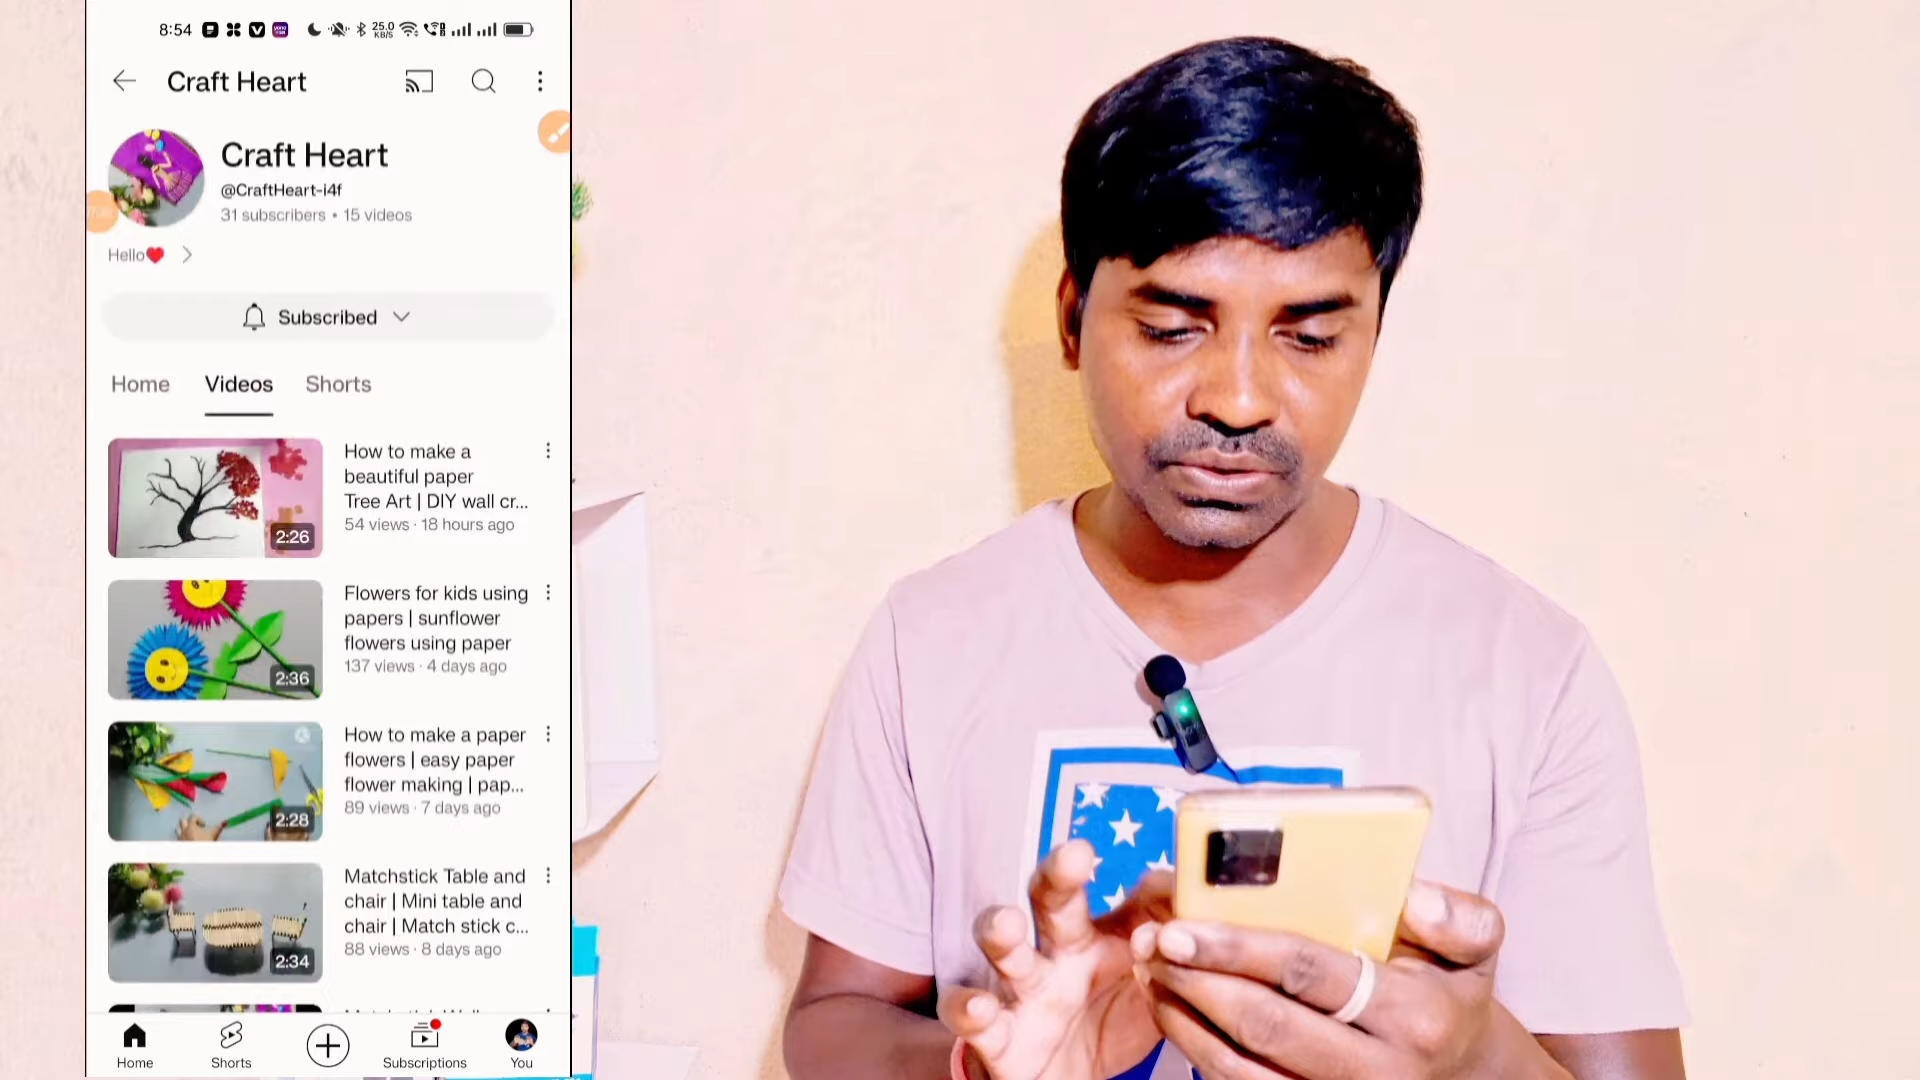 8:54
25.0
KB/S
Craft Heart
Craft Heart
@CraftHeart-i4f
31 subscribers • 15 videos
Hello❤️
Subscribed
Home Videos Shorts
How to make a
beautiful paper
Tree Art | DIY wall cr...
54 views · 18 hours ago
2:26
Flowers for kids using
papers | sunflower
flowers using paper
137 views · 4 days ago
2:36
How to make a paper
flowers | easy paper
flower making | pap...
89 views · 7 days ago
2:28
Matchstick Table and
chair | Mini table and
chair | Match stick c...
88 views · 8 days ago
2:34
Home Shorts Subscriptions You